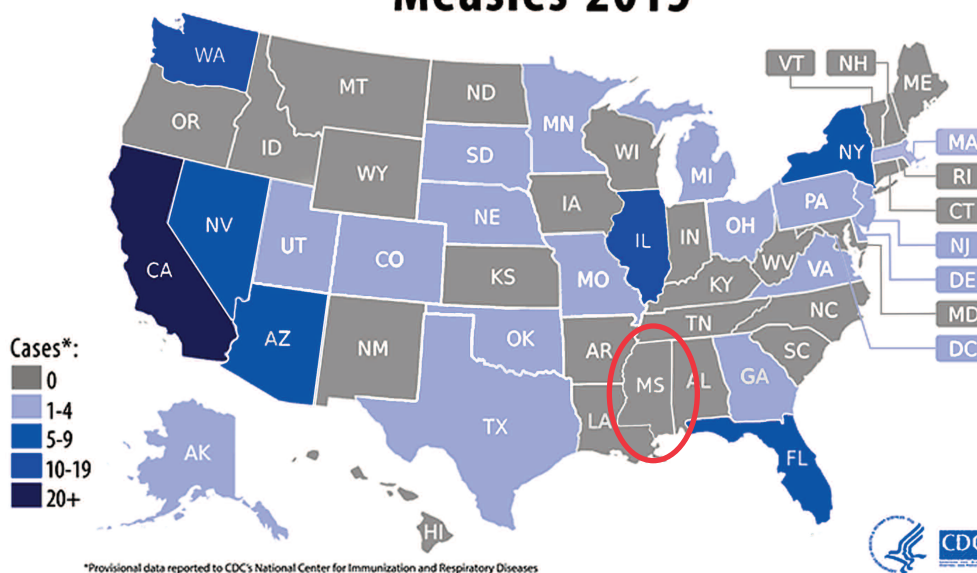 Measles 2015
WA
MT
ND
MN
VT
NH
ME
OR
ID
WY
SD
WI
MI
NY
MA
RI
CT
NJ
DE
MD
DC
NV
UT
CO
NE
IA
IL
IN
OH
PA
WV
VA
CA
KS
MO
KY
NC
AZ
NM
OK
AR
TN
SC
TX
LA
MS
AL
GA
FL
AK
HI
Cases*:
0
1-4
5-9
10-19
20+
*Provisional data reported to CDC's National Center for Immunization and Respiratory Diseases
CDC